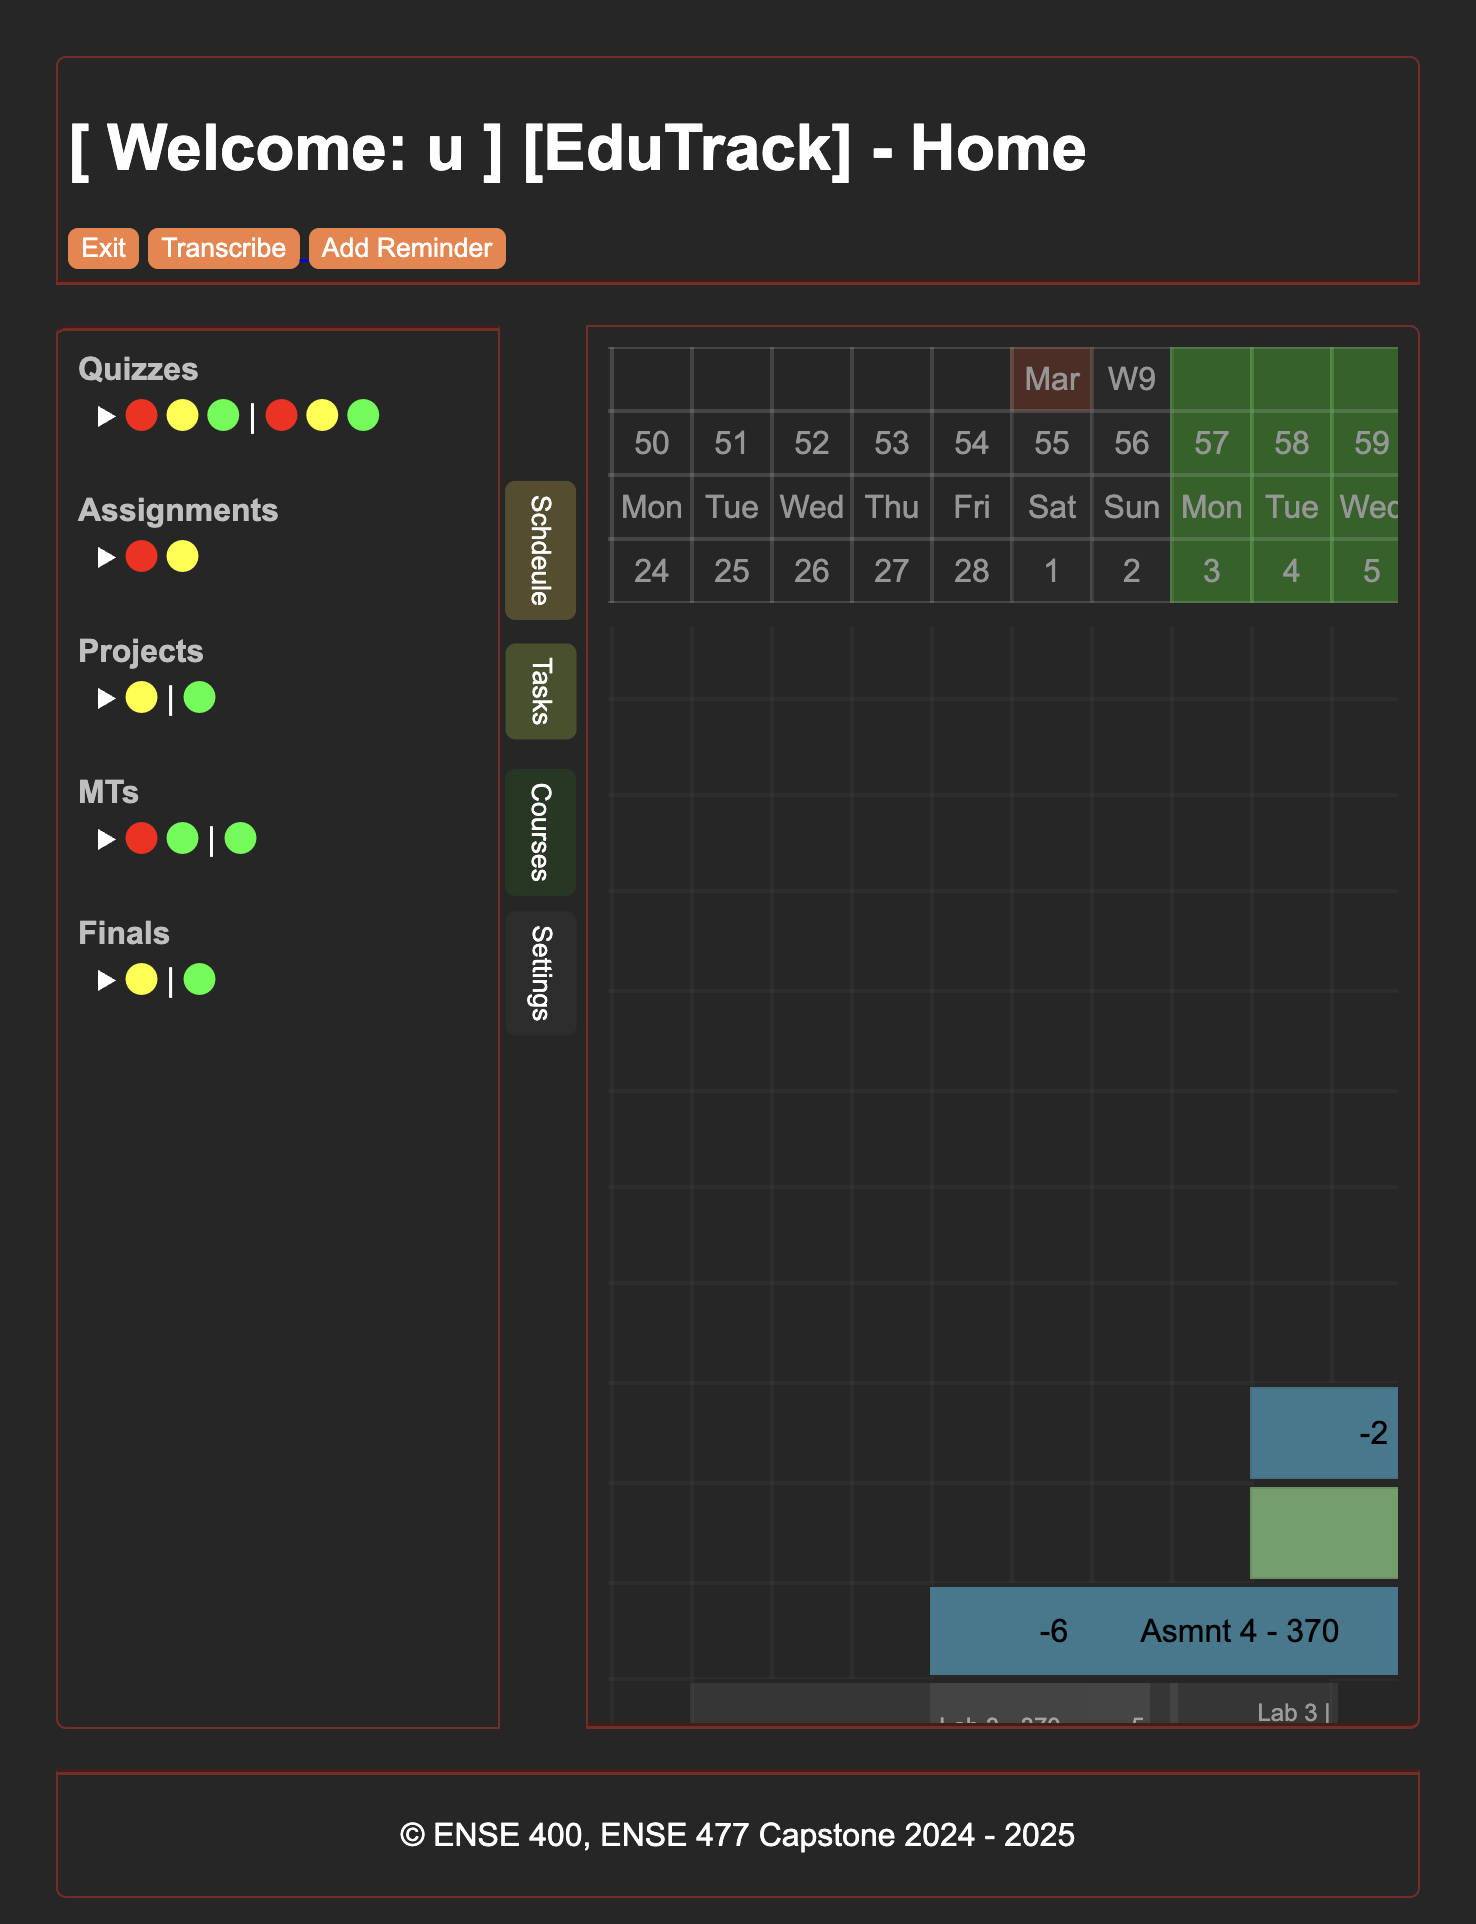 [ Welcome: u ] [EduTrack] - Home
Exit Transcribe Add Reminder
Quizzes
|
Assignments
Projects
|
MTs
|
Finals
|
Schdeule
Tasks
Courses
Settings
Mar W9
50 51 52 53 54 55 56 57 58 59
Mon Tue Wed Thu Fri Sat Sun Mon Tue Wed
24 25 26 27 28 1 2 3 4 5
-2
-6 Asmnt 4 - 370
Lab 3 |
© ENSE 400, ENSE 477 Capstone 2024 - 2025